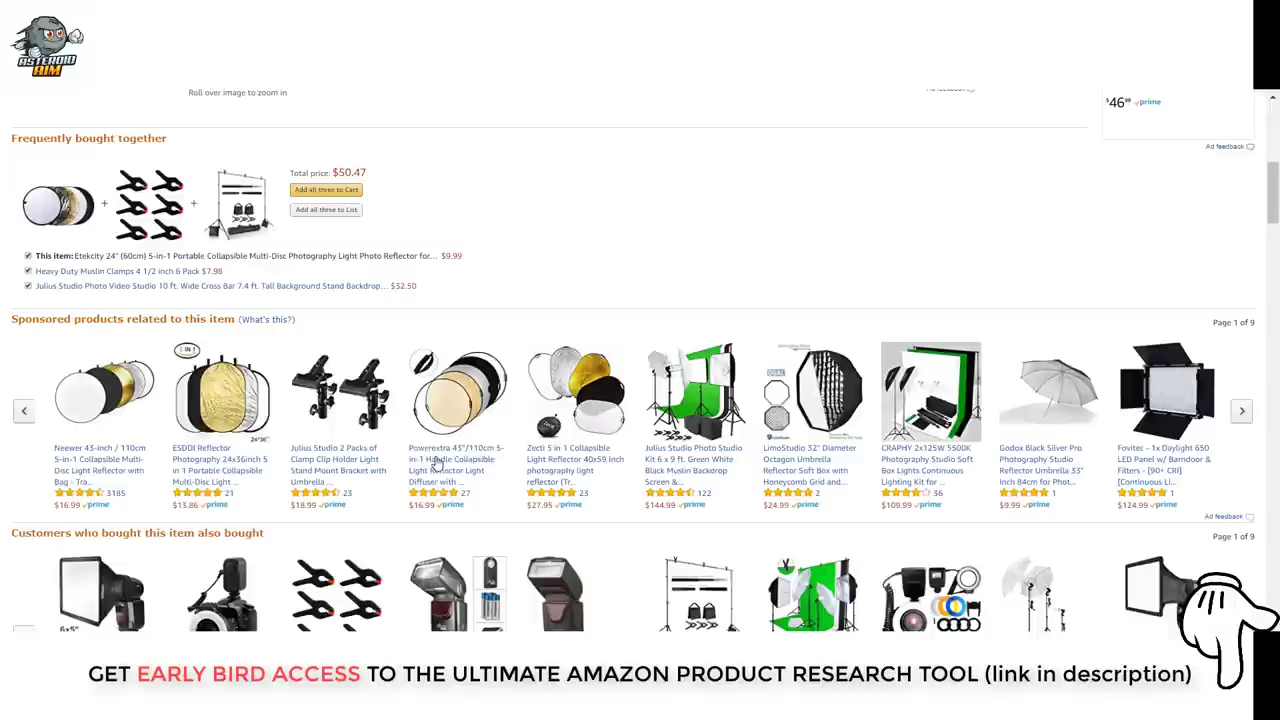 ASTEROID
AIM
Roll over image to zoom in
$46
prime
Ad feedback
Frequently bought together
Total price: $50.47
Add all three to Cart
Add all three to List
This item: Etekcity 24" (60cm) 5-in-1 Portable Collapsible Multi-Disc Photography Light Photo Reflector for... $9.99
Heavy Duty Muslin Clamps 4 1/2 inch 6 Pack $7.98
Julius Studio Photo Video Studio 10 ft. Wide Cross Bar 7.4 ft. Tall Background Stand Backdrop... $32.50
Sponsored products related to this item (What's this?)
Page 1 of 9
Neewer 43-inch / 110cm
5-in-1 Collapsible Multi-
Disc Light Reflector with
Bag - Tra...
3185
$16.99 prime
ESDDI Reflector
Photography 24x36inch 5
in 1 Portable Collapsible
Multi-Disc Light ...
21
$13.86 prime
Julius Studio 2 Packs of
Clamp Clip Holder Light
Stand Mount Bracket with
Umbrella ...
23
$18.99 prime
Powerextra 43"/110cm 5-
in-1 Handle Collapsible
Light Reflector Light
Diffuser with ...
27
$16.99 prime
Zecti 5 in 1 Collapsible
Light Reflector 40x59 Inch
photography light
reflector (Tr...
23
$27.95 prime
Julius Studio Photo Studio
Kit 6 x 9 ft. Green White
Black Muslin Backdrop
Screen &...
122
$144.99 prime
LimoStudio 32" Diameter
Octagon Umbrella
Reflector Soft Box with
Honeycomb Grid and...
2
$24.99 prime
CRAPHY 2x125W 5500K
Photography Studio Soft
Box Lights Continuous
Lighting Kit for ...
36
$109.99 prime
Godox Black Silver Pro
Photography Studio
Reflector Umbrella 33"
Inch 84cm for Phot...
1
$9.99 prime
Fovitec - 1x Daylight 650
LED Panel w/ Barndoor &
Filters - [90+ CRI]
[Continuous Li...
1
$124.99 prime
Ad feedback
Customers who bought this item also bought
Page 1 of 9
6x5"
GET EARLY BIRD ACCESS TO THE ULTIMATE AMAZON PRODUCT RESEARCH TOOL (link in description)